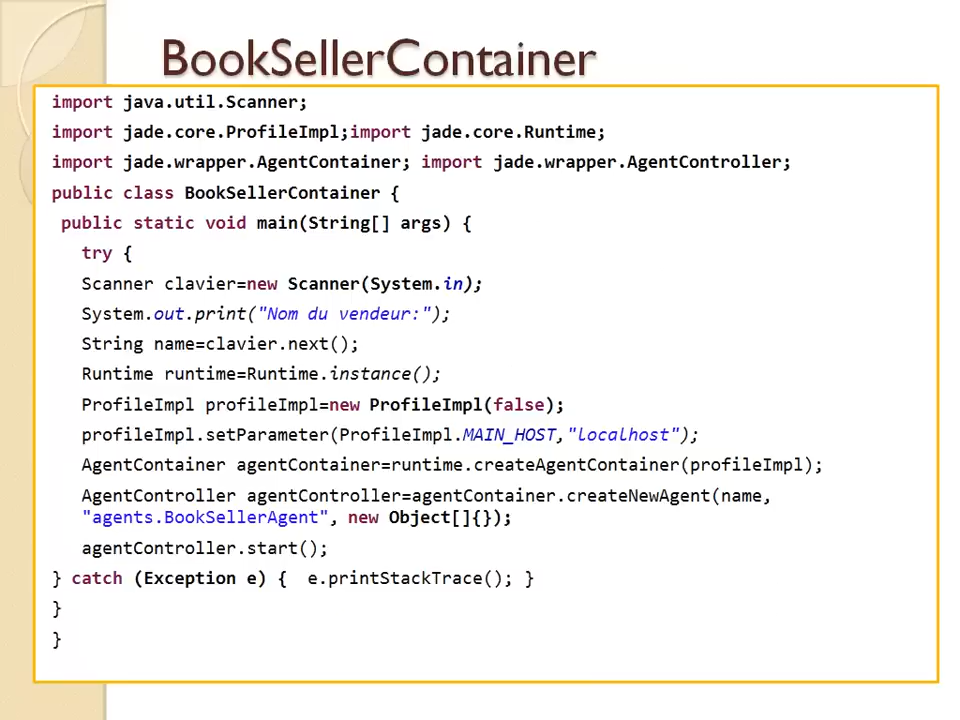 BookSellerContainer
import java.util.Scanner;
import jade.core.ProfileImpl;import jade.core.Runtime;
import jade.wrapper.AgentContainer; import jade.wrapper.AgentController;
public class BookSellerContainer {
public static void main(String[] args) {
try {
Scanner clavier=new Scanner(System.in);
System.out.print("Nom du vendeur:");
String name=clavier.next();
Runtime runtime=Runtime.instance();
ProfileImpl profileImpl=new ProfileImpl(false);
profileImpl.setParameter(ProfileImpl.MAIN_HOST,"localhost");
AgentContainer agentContainer=runtime.createAgentContainer(profileImpl);
AgentController agentController=agentContainer.createNewAgent(name,
"agents.BookSellerAgent", new Object[]{});
agentController.start();
} catch (Exception e) {  e.printStackTrace(); }
}
}